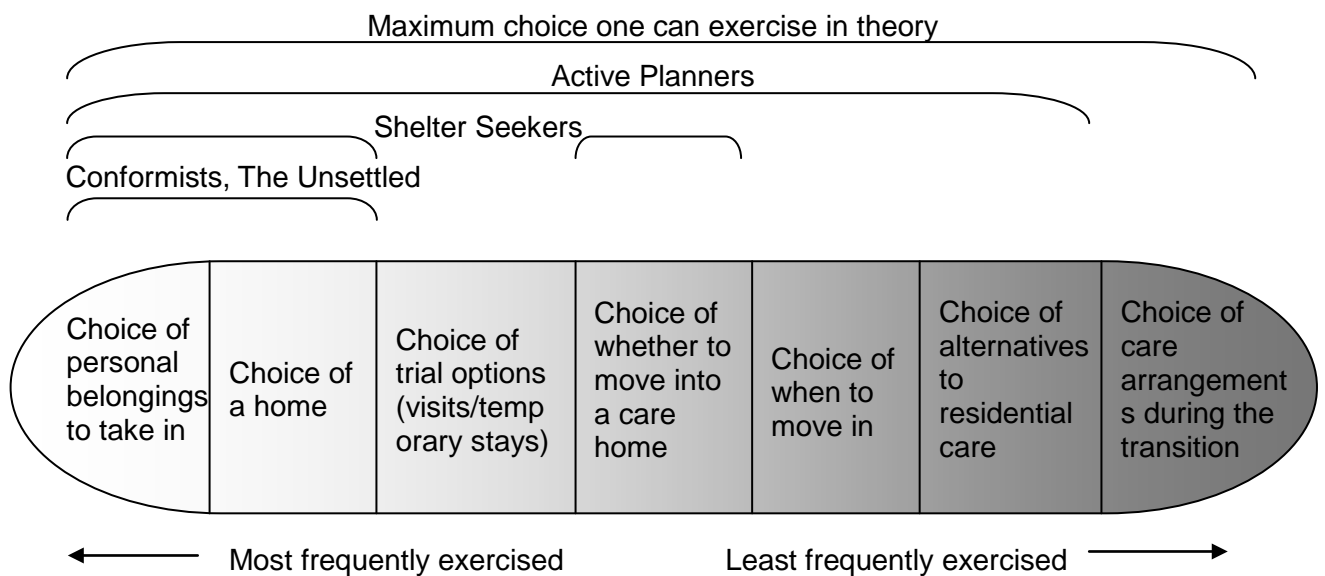 Maximum choice one can exercise in theory
Active Planners
Shelter Seekers
Conformists, The Unsettled
Choice of
personal
belongings
to take in
Choice of
a home
Choice of
trial options
(visits/temp
orary stays)
Choice of
whether to
move into
a care
home
Choice of
when to
move in
Choice of
alternatives
to
residential
care
Choice of
care
arrangement
s during the
transition
Most frequently exercised
Least frequently exercised